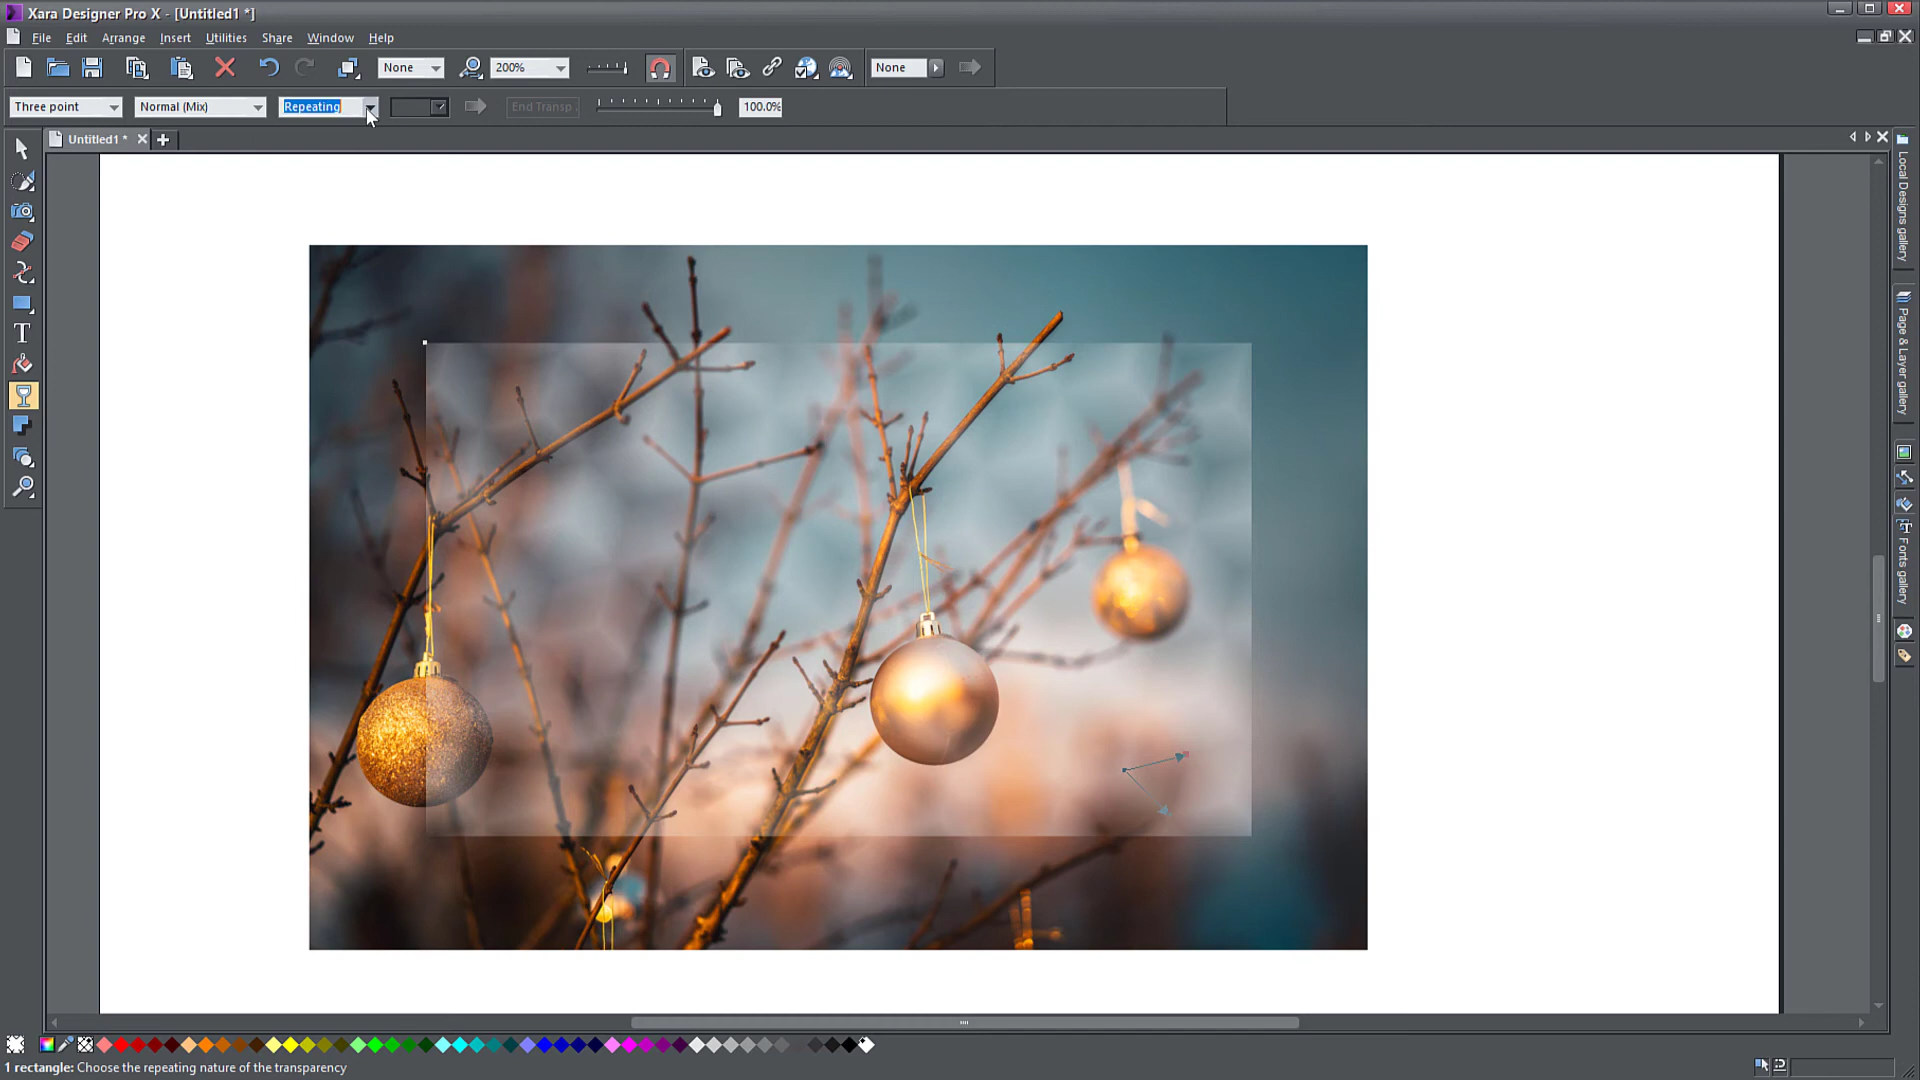 Xara Designer Pro X - [Untitled1 *]
File Edit Arrange Insert Utilities Share Window Help
None 200% None
Three point Normal (Mix) Repeating End Transp 100.0%
Untitled1 *
Local Designs gallery
Page & Layer gallery
T
Fonts gallery
1 rectangle: Choose the repeating nature of the transparency